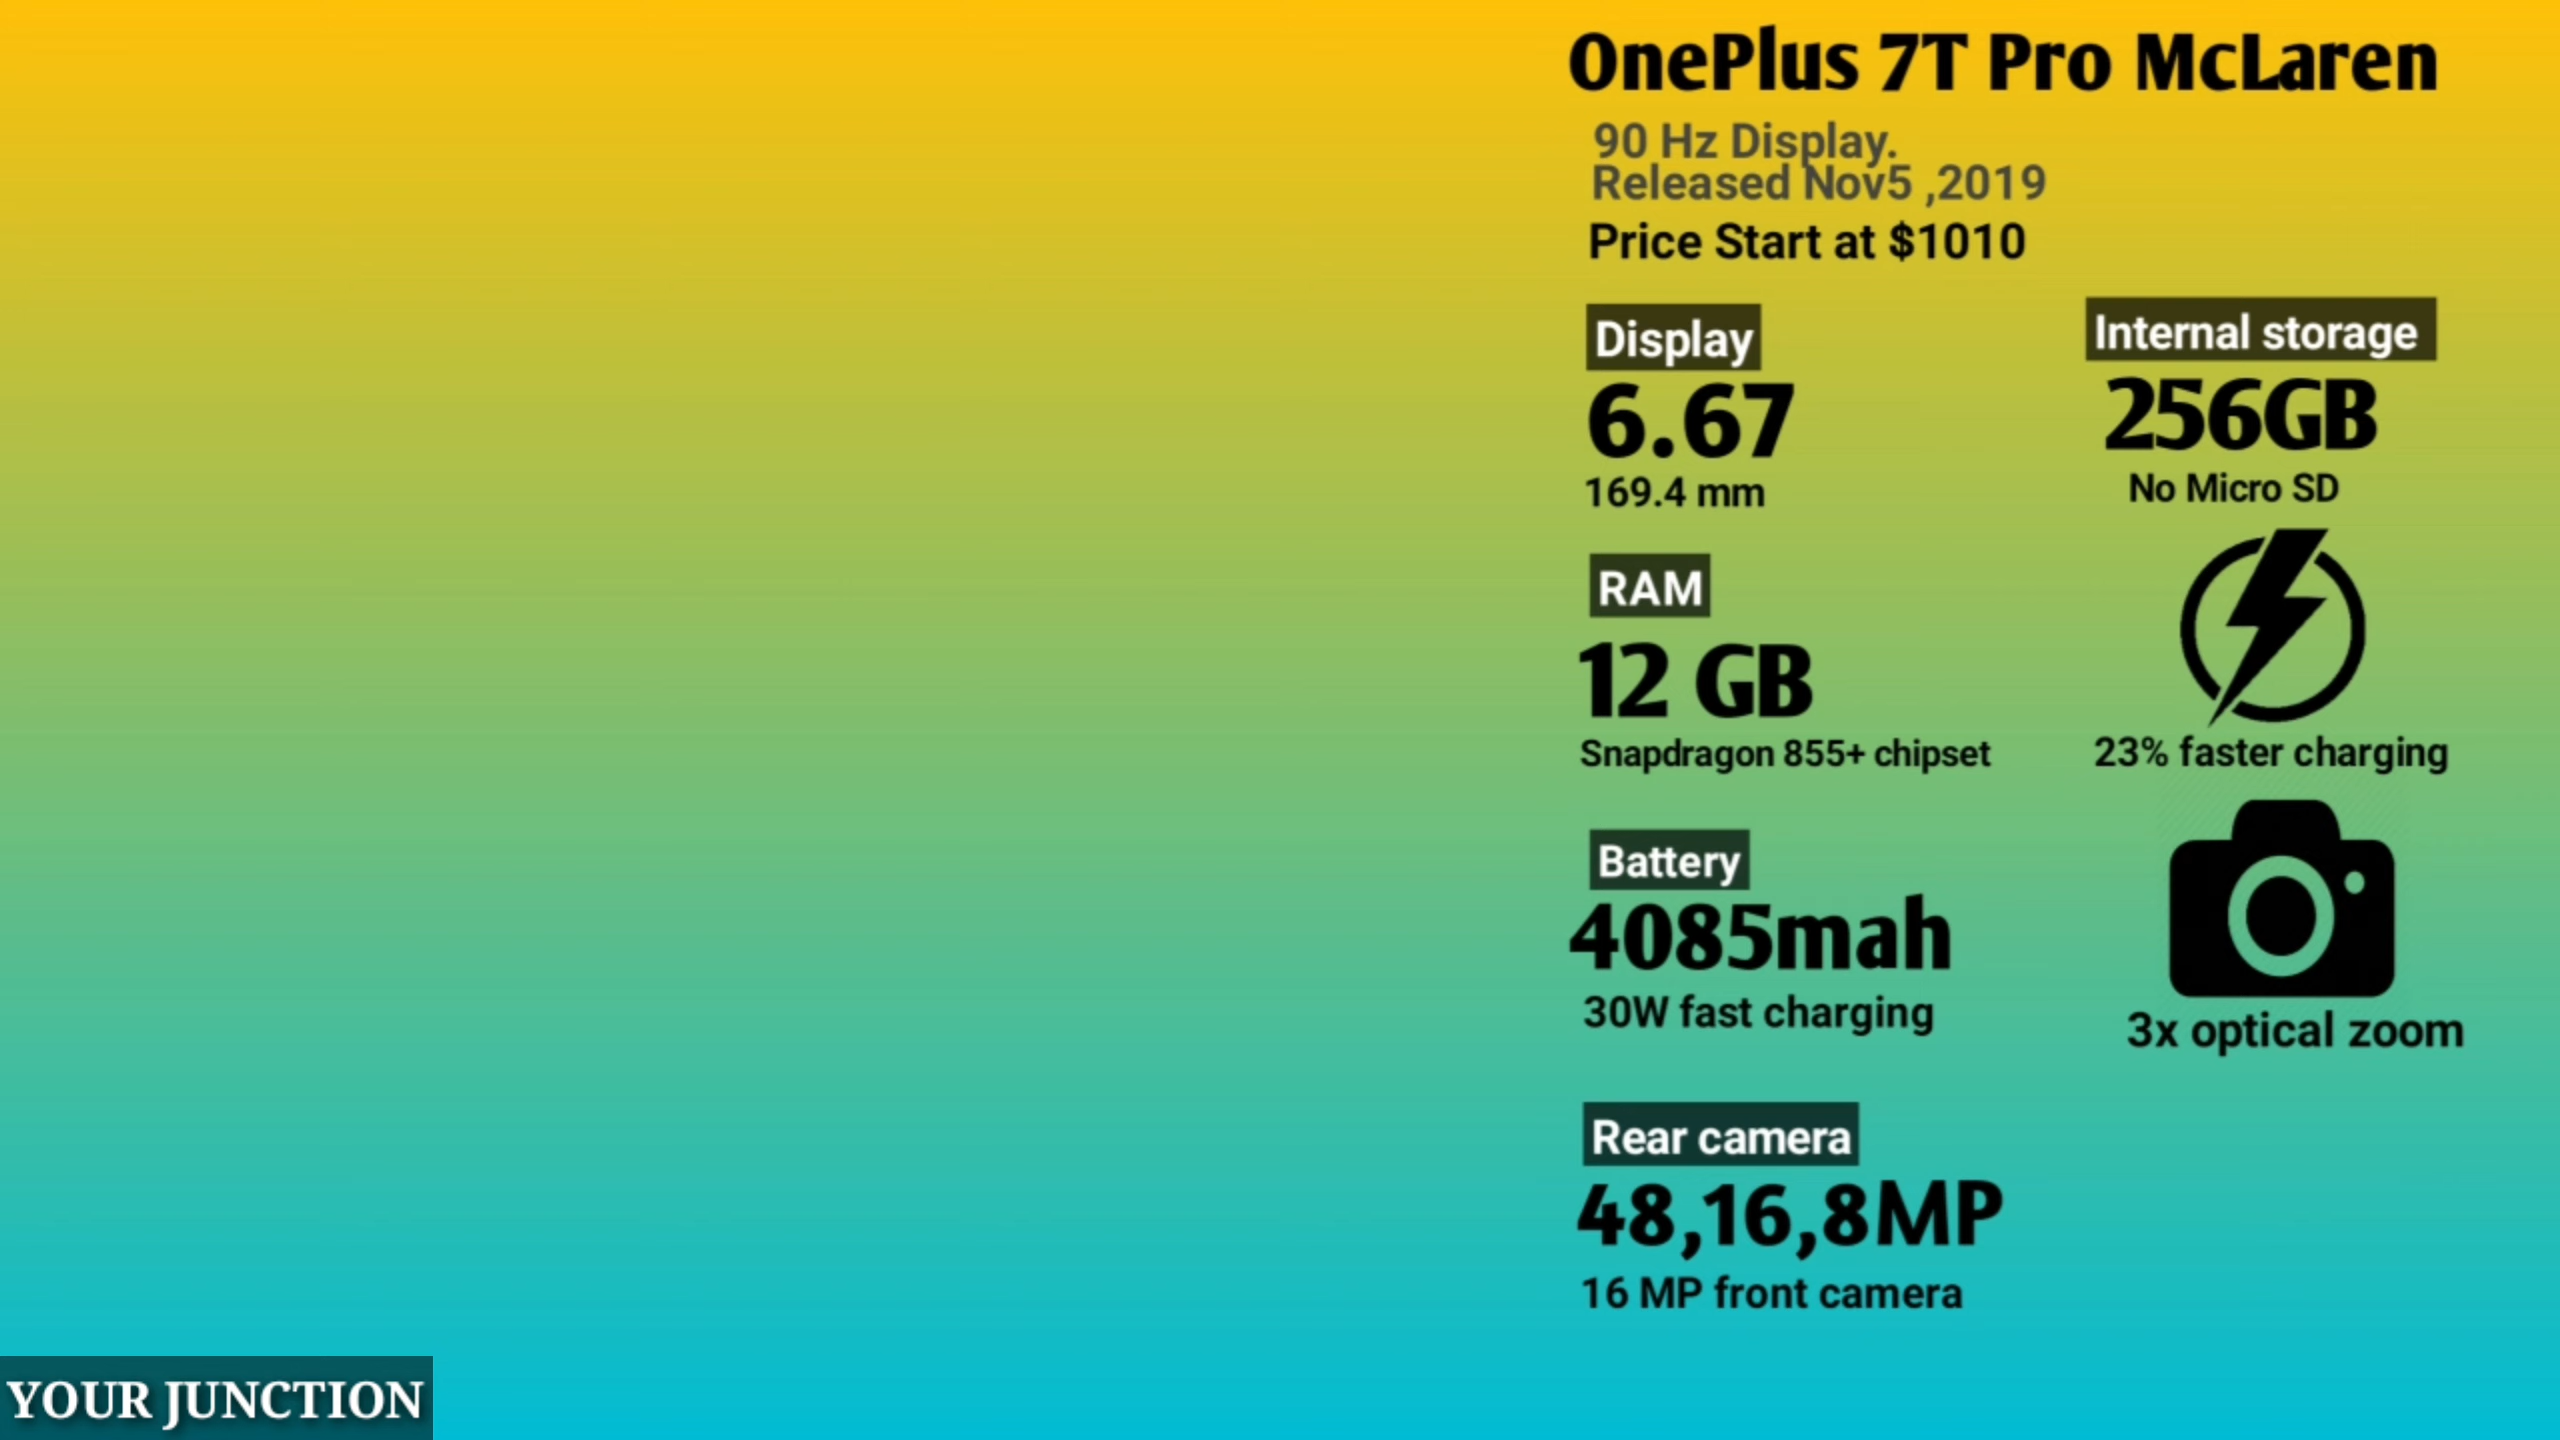 OnePlus 7T Pro McLaren
90 Hz Display.
Released Nov5 ,2019
Price Start at $1010
Display
6.67
169.4 mm
RAM
12 GB
Snapdragon 855+ chipset
Battery
4085mah
30W fast charging
Rear camera
48,16,8MP
16 MP front camera
Internal storage
256GB
No Micro SD
23% faster charging
3x optical zoom
YOUR JUNCTION